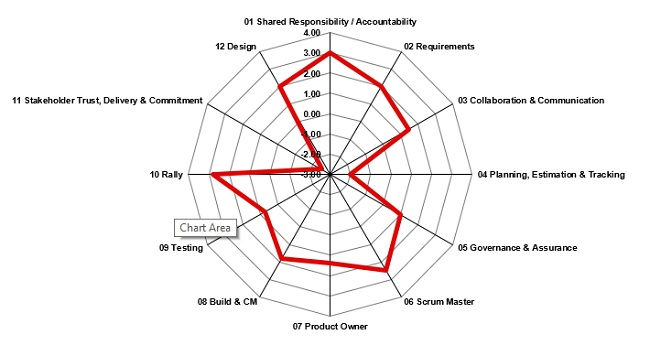 01 Shared Responsibility / Accountability
4.00
12 Design
02 Requirements
3.00
2.00
11 Stakeholder Trust, Delivery & Commitment
1.00
03 Collaboration & Communication
0.00
-1.00
-2.00
10 Rally
-3.00
04 Planning, Estimation & Tracking
Chart Area
09 Testing
05 Governance & Assurance
08 Build & CM
06 Scrum Master
07 Product Owner